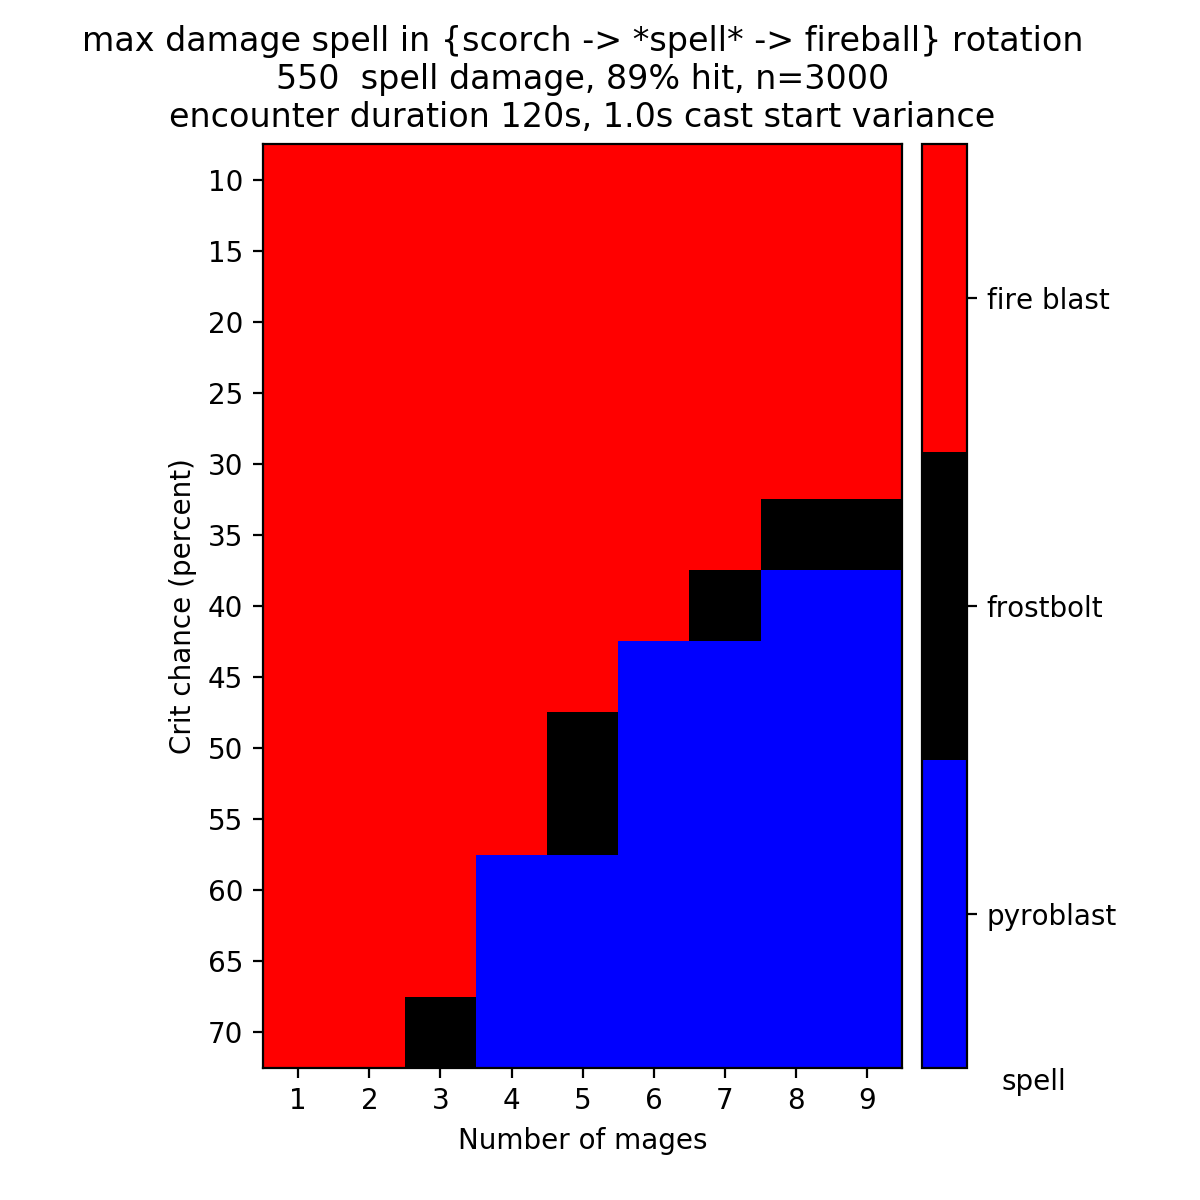 max damage spell in {scorch -> *spell* -> fireball} rotation
550  spell damage, 89% hit, n=3000
encounter duration 120s, 1.0s cast start variance
10
15
20
25
30
35
40
45
50
55
60
65
70
Crit chance (percent)
1 2 3 4 5 6 7 8 9
Number of mages
fire blast
frostbolt
pyroblast
spell